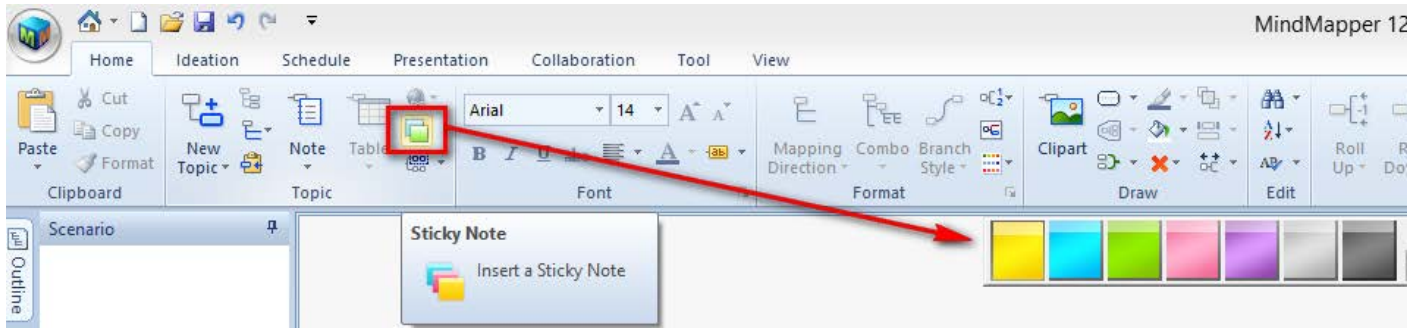 MindMapper 12
Home Ideation Schedule Presentation Collaboration Tool View
Cut
Copy
Format
Paste
Clipboard
New
Topic
Note
Table
Topic
Arial 14
B I U abc A ab
Font
Mapping
Direction
Combo
Branch
Style
Format
Clipart
Draw
Edit
Roll
Up
Outline
Scenario
Sticky Note
Insert a Sticky Note